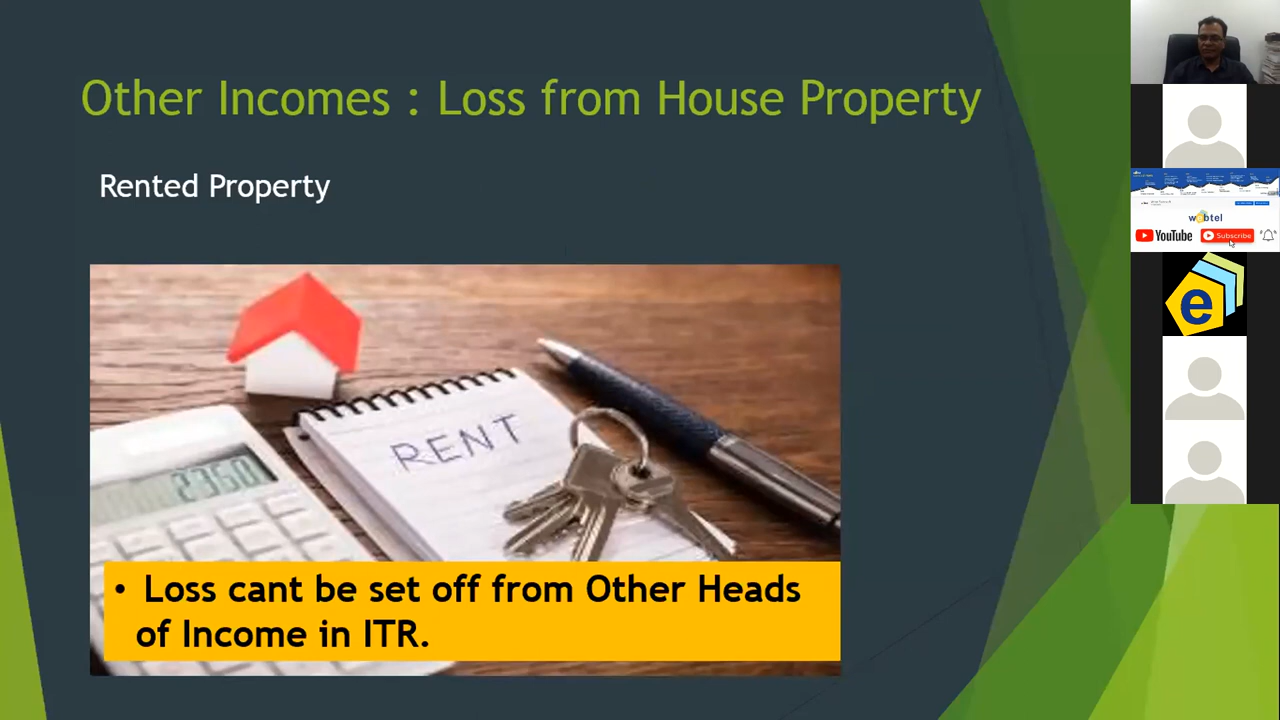 Other Incomes : Loss from House Property
Rented Property
2360
RENT
• Loss cant be set off from Other Heads
of Income in ITR.
webtel
YouTube
Subscribe
e